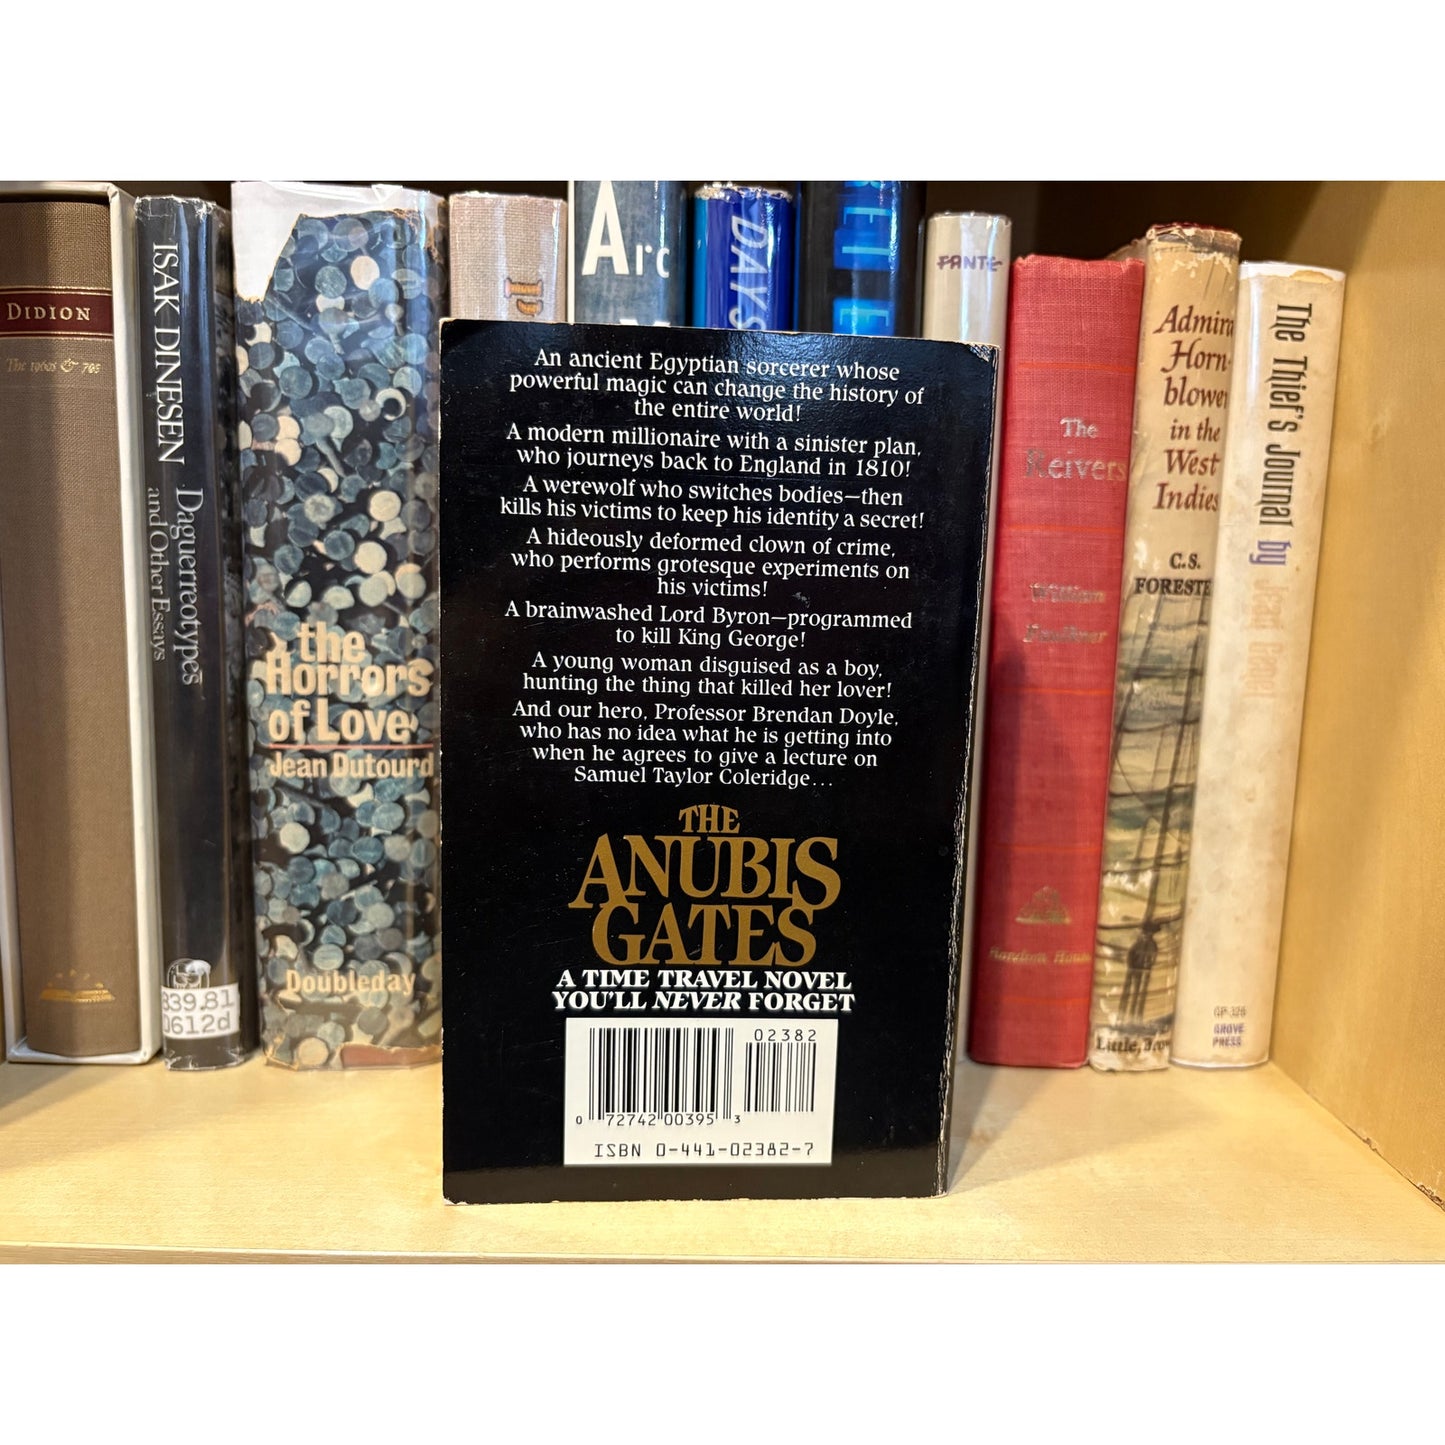 DIDION
The 1960s & 70s
ISAK DINESEN
Daguerreotypes
and Other Essays
839.81
D612d
the
Horrors
of Love
Jean Dutourd
Doubleday
Arc
DAYS
FANTE
An ancient Egyptian sorcerer whose
powerful magic can change the history of
the entire world!
A modern millionaire with a sinister plan,
who journeys back to England in 1810!
A werewolf who switches bodies—then
kills his victims to keep his identity a secret!
A hideously deformed clown of crime,
who performs grotesque experiments on
his victims!
A brainwashed Lord Byron—programmed
to kill King George!
A young woman disguised as a boy,
hunting the thing that killed her lover!
And our hero, Professor Brendan Doyle,
who has no idea what he is getting into
when he agrees to give a lecture on
Samuel Taylor Coleridge...
THE
ANUBIS
GATES
A TIME TRAVEL NOVEL
YOU'LL NEVER FORGET
02382
0 72742 00395 3
ISBN 0-441-02382-7
The
Reivers
William
Faulkner
Random House
Admira
Horn-
blower
in the
West
Indies
C.S.
FORESTE
Little, Brow
The Thief's Journal by Jean Genet
GP-326
GROVE
PRESS